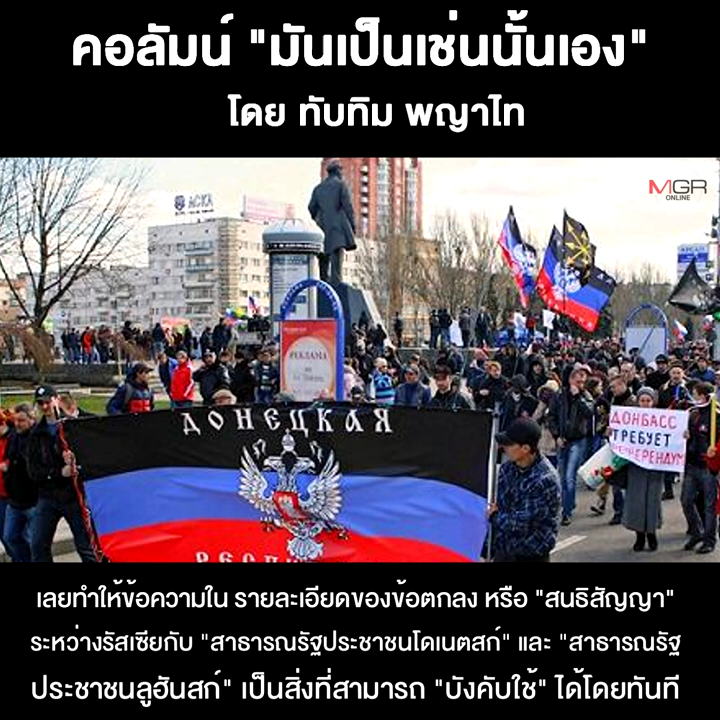 คอลัมน์ "มันเป็นเช่นนั้นเอง"
โดย ทับทิม พญาไท
MGR
ONLINE
АСКА
РЕКЛАМА
ДОНЕЦКАЯ
ДОНБАСС
ТРЕБУЕТ
เลยทำให้ข้อความใน รายละเอียดของข้อตกลง หรือ "สนธิสัญญา"
ระหว่างรัสเซียกับ "สาธารณรัฐประชาชนโดเนตสก์" และ "สาธารณรัฐ
ประชาชนลูฮันสก์" เป็นสิ่งที่สามารถ "บังคับใช้" ได้โดยทันที